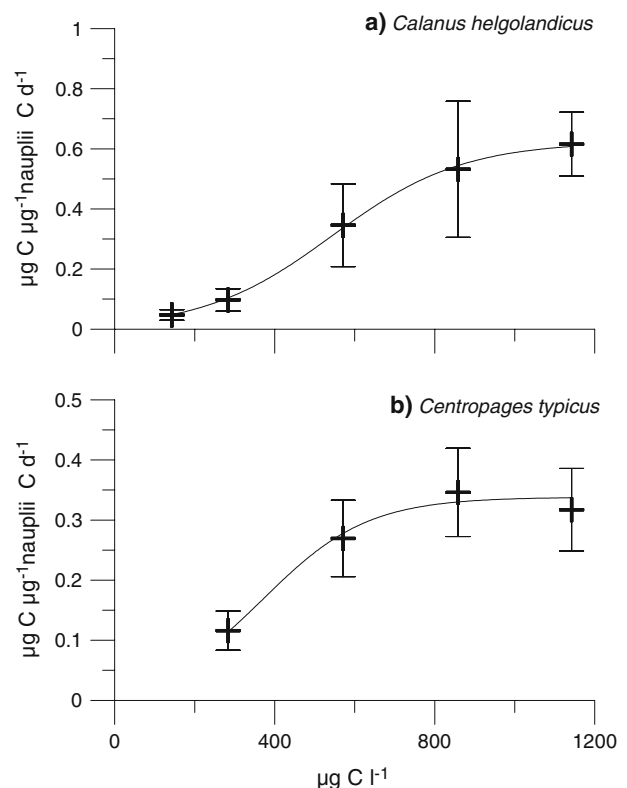 a) Calanus helgolandicus
1
0.8
0.6
0.4
0.2
0
µg C µg⁻¹nauplii C d⁻¹
b) Centropages typicus
0.5
0.4
0.3
0.2
0.1
0
µg C µg⁻¹nauplii C d⁻¹
0 400 800 1200
µg C l⁻¹